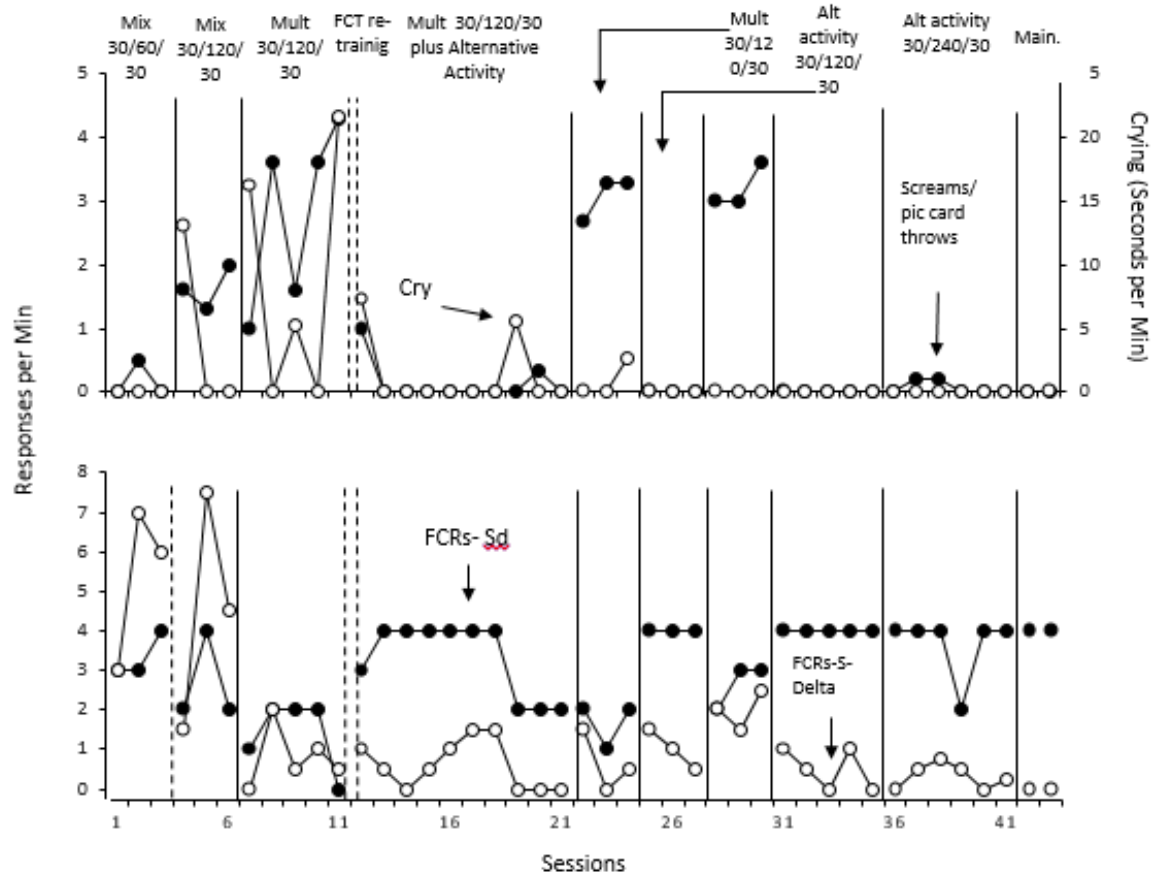 Mix
30/60/
30
Mix
30/120/
30
Mult
30/120/
30
FCT re-
trainig
Mult 30/120/30
plus Alternative
Activity
Mult
30/12
0/30
Alt
activity
30/120/
30
Alt activity
30/240/30
Main.
5
4
3
2
1
0
5
20
15
10
5
0
Responses per Min
Crying (Seconds per Min)
Cry
Screams/
pic card
throws
8
7
6
5
4
3
2
1
0
FCRs- Sd
FCRs-S-
Delta
1 6 11 16 21 26 31 36 41
Sessions